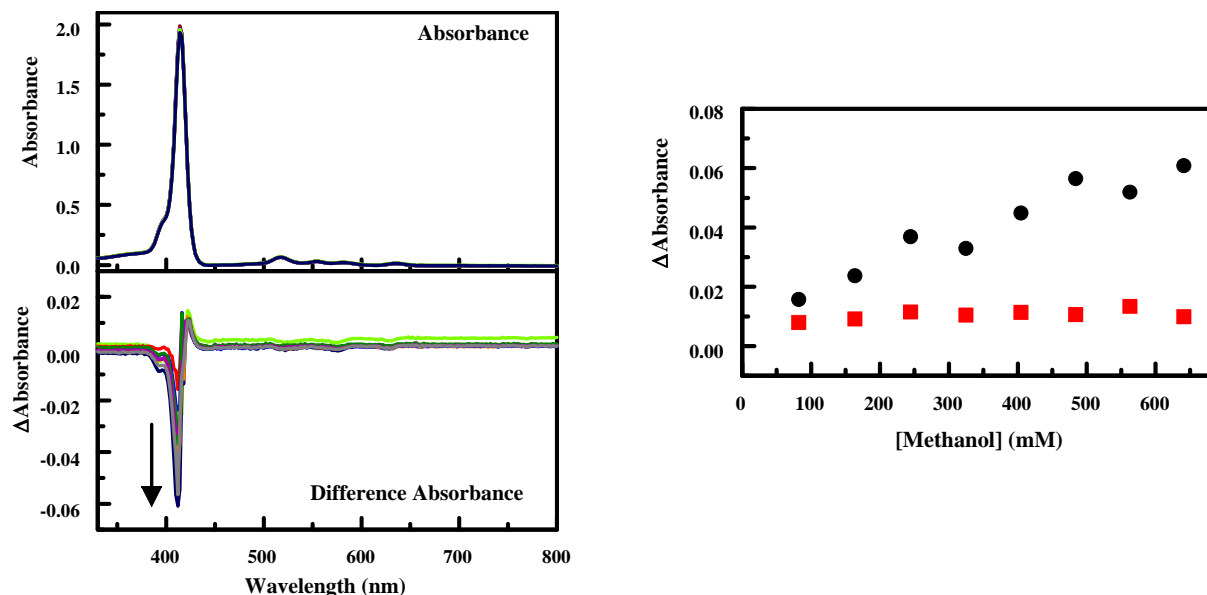 Absorbance
Absorbance
2.0
1.5
1.0
0.5
0.0
ΔAbsorbance
Difference Absorbance
0.02
0.00
-0.02
-0.04
-0.06
400 500 600 700 800
Wavelength (nm)
ΔAbsorbance
0.08
0.06
0.04
0.02
0.00
0 100 200 300 400 500 600
[Methanol] (mM)